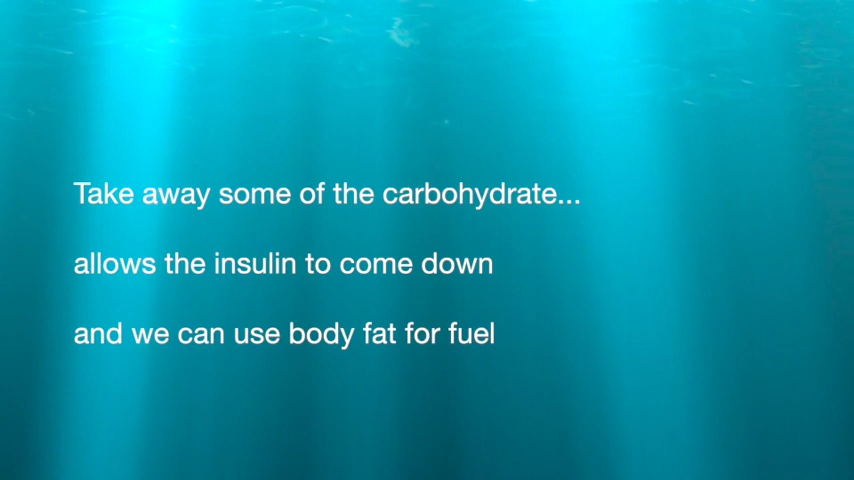 Take away some of the carbohydrate...
allows the insulin to come down
and we can use body fat for fuel